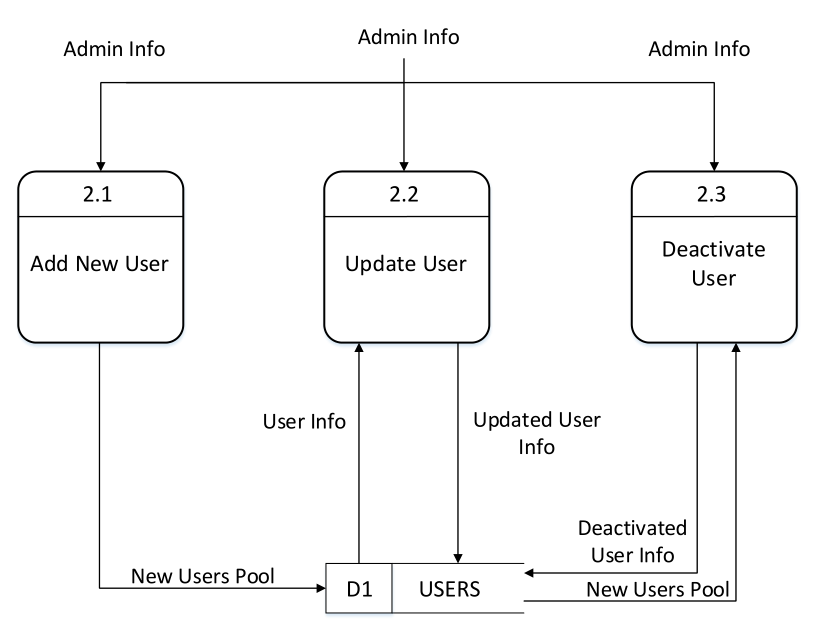 Admin Info
Admin Info
Admin Info
2.1
2.2
2.3
Add New User
Update User
Deactivate
User
User Info
Updated User
Info
Deactivated
User Info
New Users Pool
D1
USERS
New Users Pool